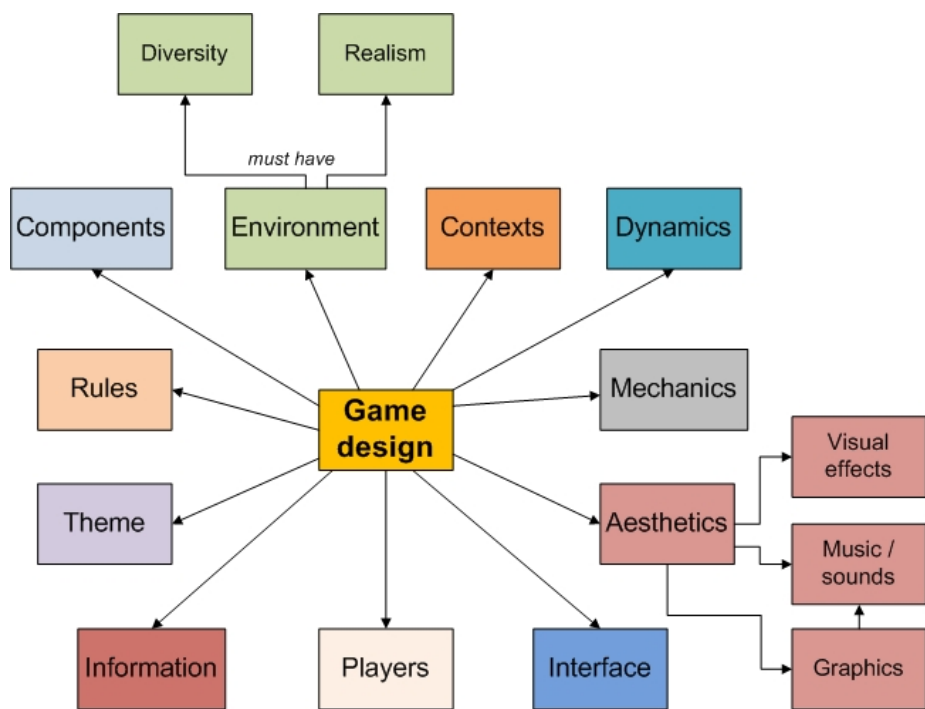 Diversity
Realism
must have
Components
Environment
Contexts
Dynamics
Rules
Game
design
Mechanics
Visual
effects
Theme
Aesthetics
Music /
sounds
Information
Players
Interface
Graphics